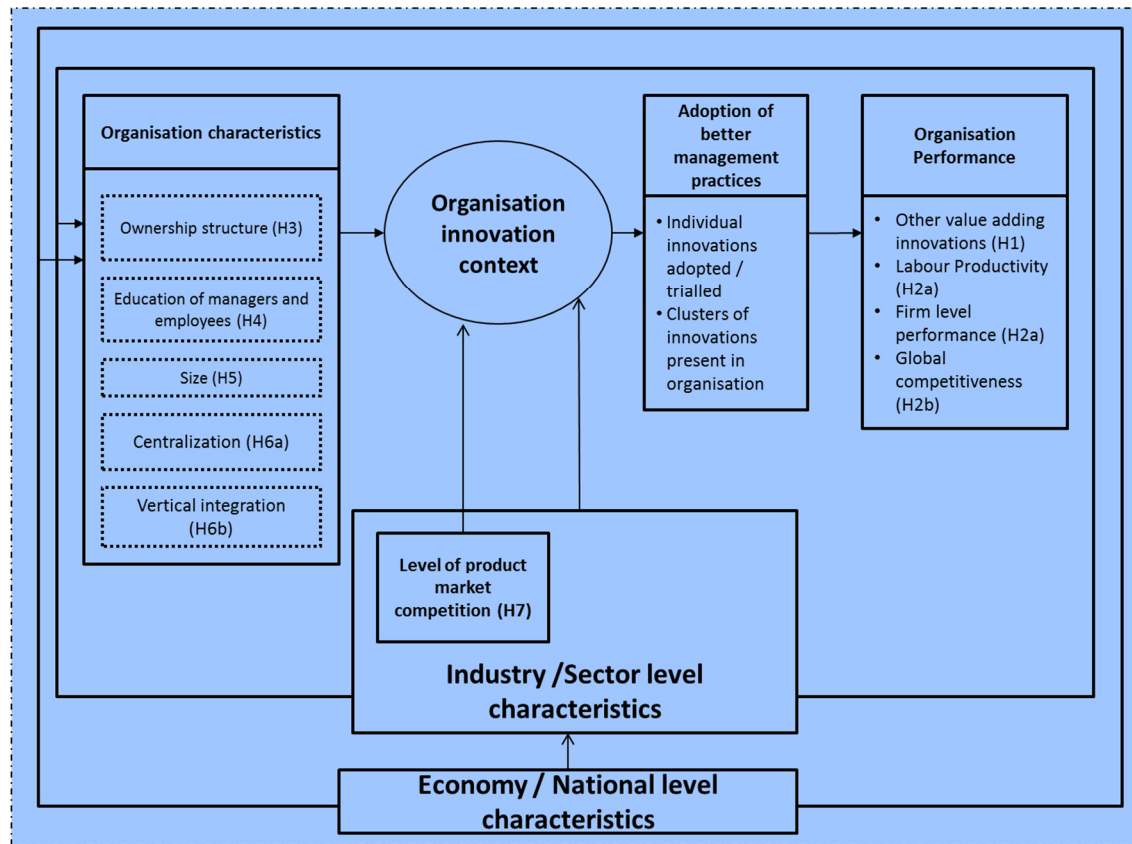 Organisation characteristics
Ownership structure (H3)
Education of managers and
employees (H4)
Size (H5)
Centralization (H6a)
Vertical integration
(H6b)
Organisation
innovation
context
Adoption of
better
management
practices
• Individual
innovations
adopted /
trialled
• Clusters of
innovations
present in
organisation
Organisation
Performance
• Other value adding
innovations (H1)
• Labour Productivity
(H2a)
• Firm level
performance (H2a)
• Global
competitiveness
(H2b)
Level of product
market
competition (H7)
Industry /Sector level
characteristics
Economy / National level
characteristics